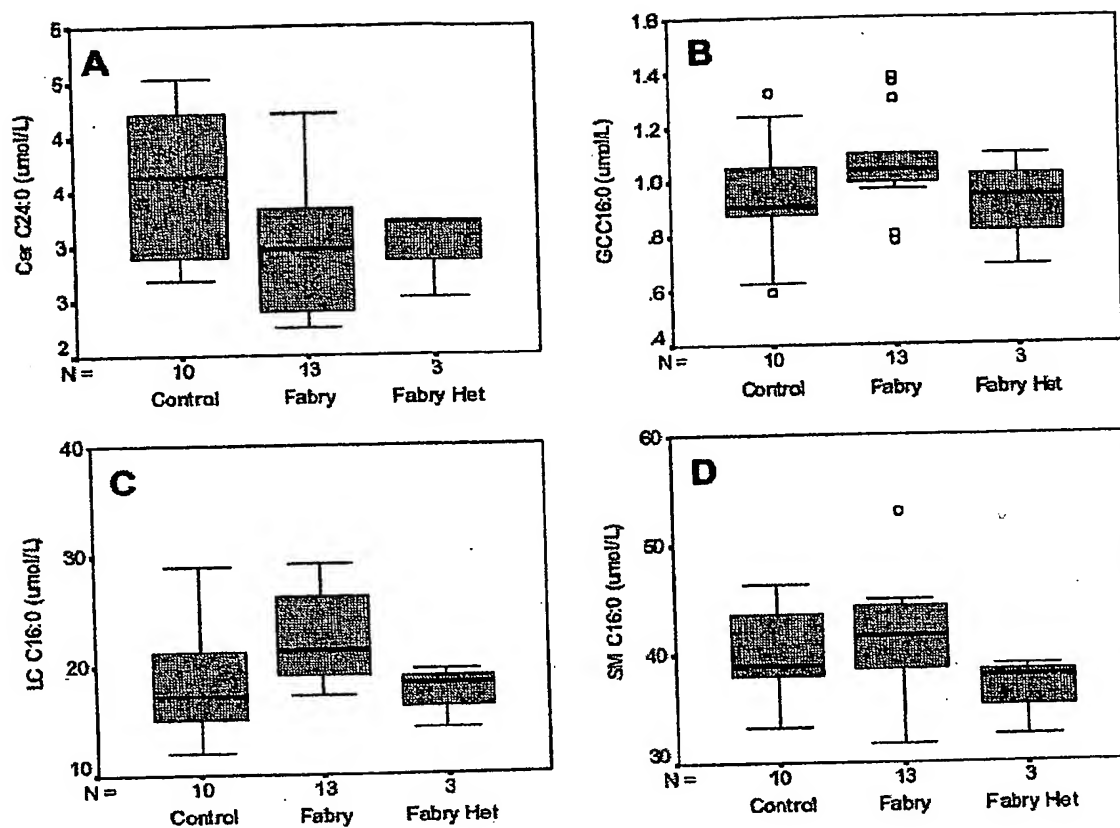 A
Cer C24:0 (umol/L)
5
5
4
4
3
3
2
N =
10
13
3
Control
Fabry
Fabry Het
B
GCC16:0 (umol/L)
1.6
1.4
1.2
1.0
.8
.6
.4
N =
10
13
3
Control
Fabry
Fabry Het
C
LC C16:0 (umol/L)
40
30
20
10
N =
10
13
3
Control
Fabry
Fabry Het
D
SM C16:0 (umol/L)
60
50
40
30
N =
10
13
3
Control
Fabry
Fabry Het